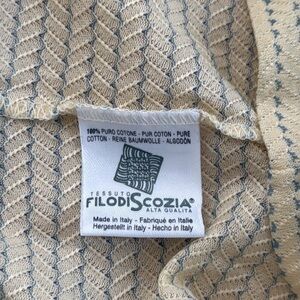 100% PURO COTONE - PUR COTON - PURE
COTTON - REINE BAUMWOLLE - ALGODÓN
TESSUTO
FILODISCOZIA®
ALTA QUALITÀ
Made in Italy - Fabriqué en Italie
Hergestellt in Italy - Hecho in Italy